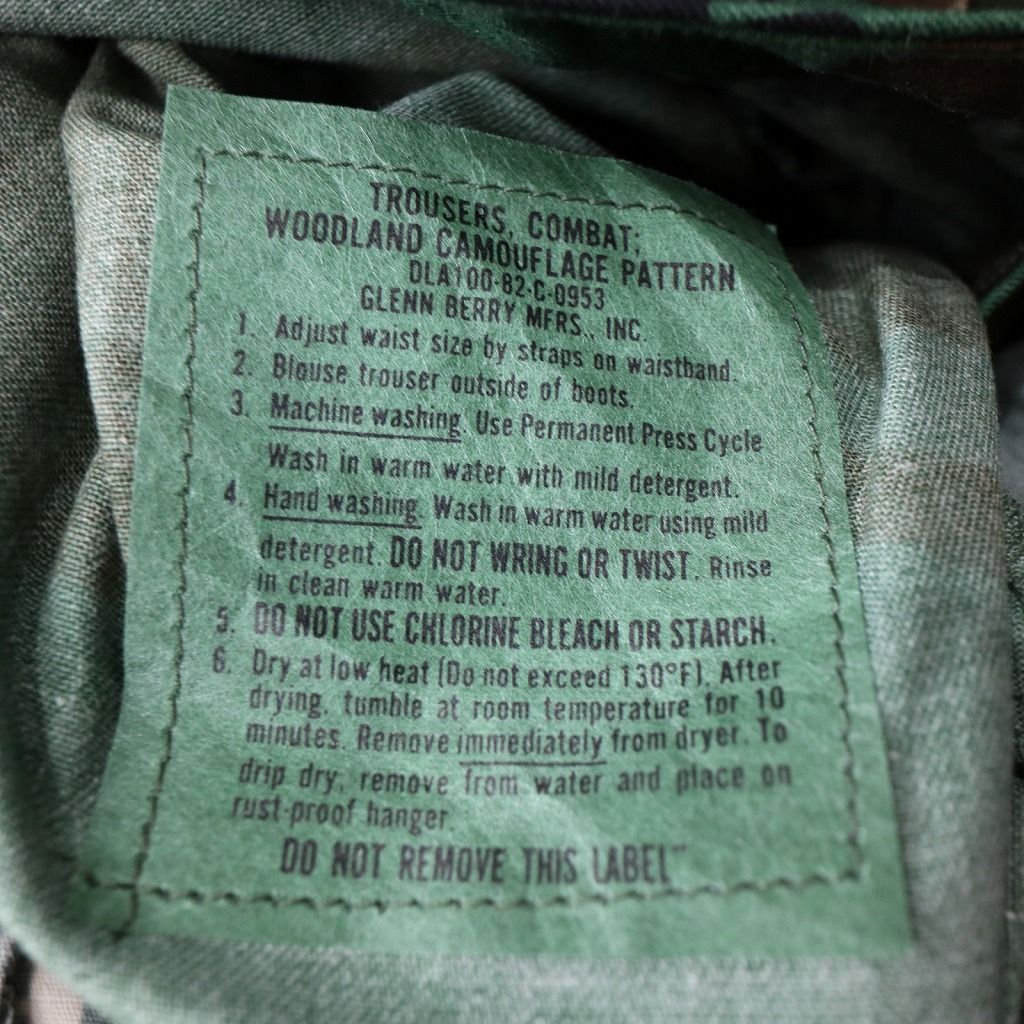 TROUSERS, COMBAT;
WOODLAND CAMOUFLAGE PATTERN
DLA100-82-C-0953
GLENN BERRY MFRS., INC.
1. Adjust waist size by straps on waistband.
2. Blouse trouser outside of boots.
3. Machine washing. Use Permanent Press Cycle
Wash in warm water with mild detergent.
4. Hand washing. Wash in warm water using mild
detergent. DO NOT WRING OR TWIST. Rinse
in clean warm water.
5. DO NOT USE CHLORINE BLEACH OR STARCH.
6. Dry at low heat (Do not exceed 130°F). After
drying, tumble at room temperature for 10
minutes. Remove immediately from dryer. To
drip dry, remove from water and place on
rust-proof hanger.
DO NOT REMOVE THIS LABEL"